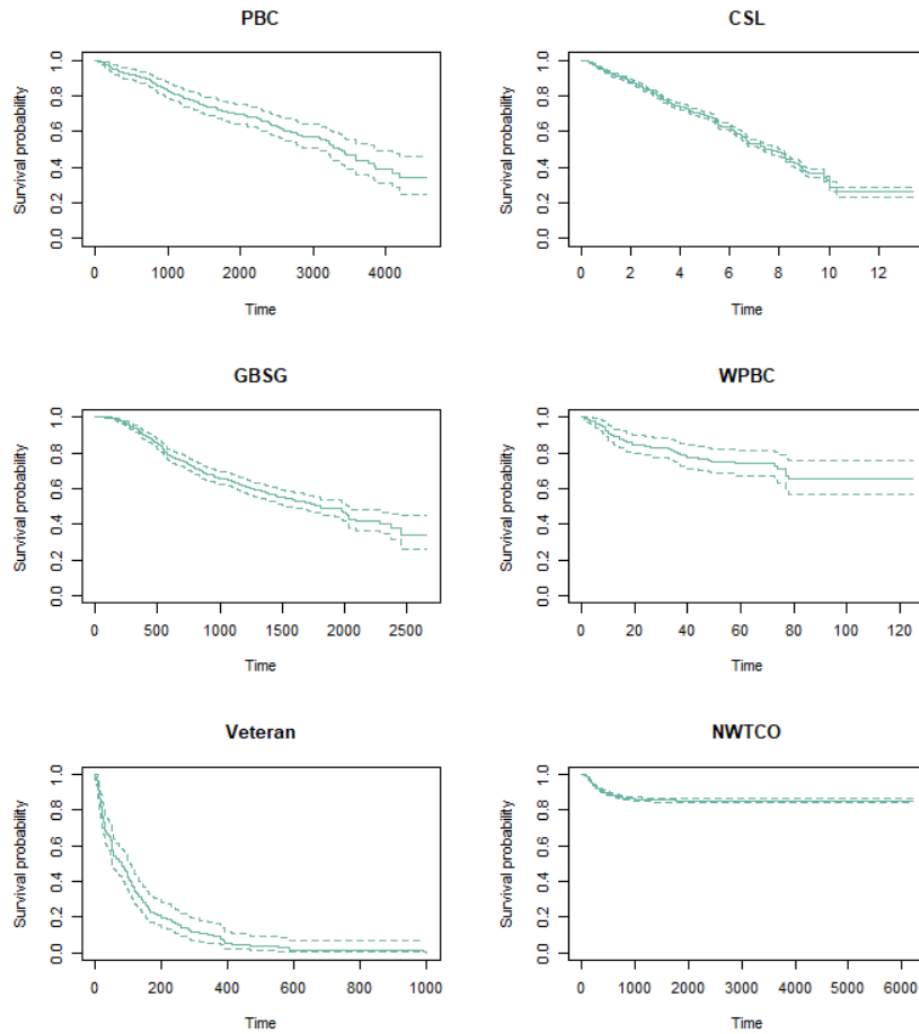 PBC
Survival probability
1.0
0.8
0.6
0.4
0.2
0.0
0 1000 2000 3000 4000
Time
CSL
Survival probability
1.0
0.8
0.6
0.4
0.2
0.0
0 2 4 6 8 10 12
Time
GBSG
Survival probability
1.0
0.8
0.6
0.4
0.2
0.0
0 500 1000 1500 2000 2500
Time
WPBC
Survival probability
1.0
0.8
0.6
0.4
0.2
0.0
0 20 40 60 80 100 120
Time
Veteran
Survival probability
1.0
0.8
0.6
0.4
0.2
0.0
0 200 400 600 800 1000
Time
NWTCO
Survival probability
1.0
0.8
0.6
0.4
0.2
0.0
0 1000 2000 3000 4000 5000 6000
Time